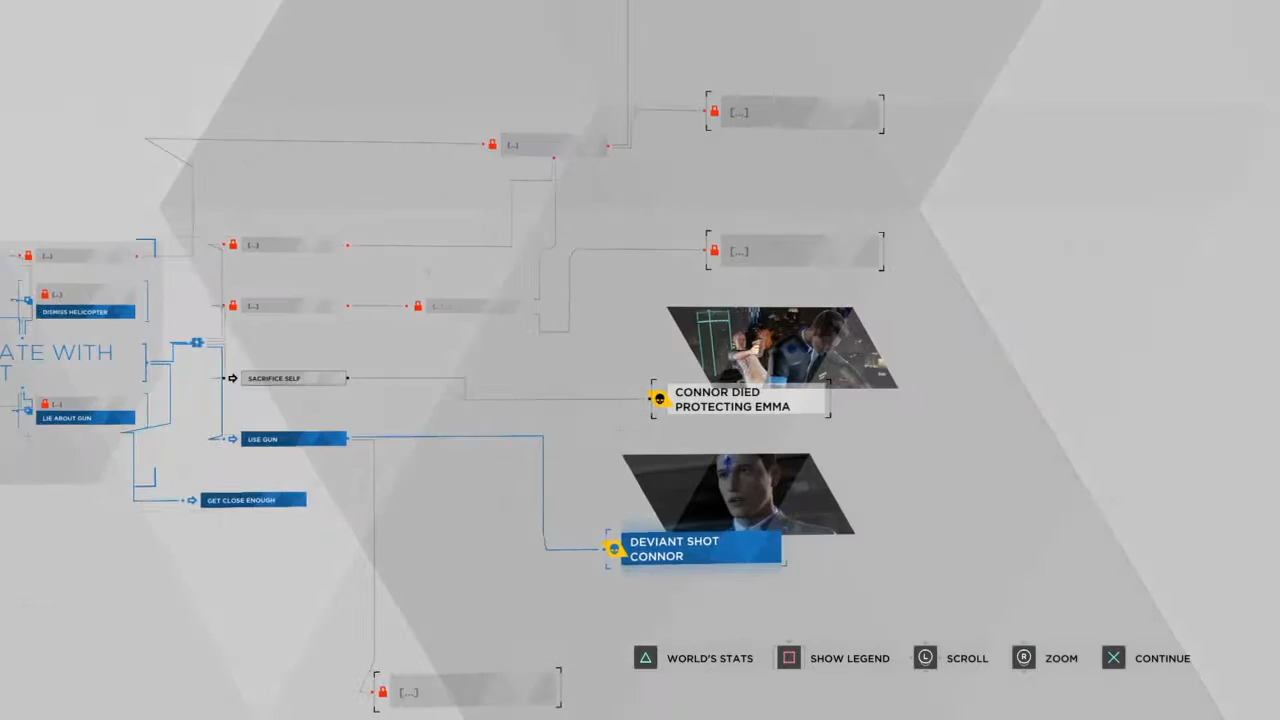 [...]
[...]
[...]
[...]
[...]
[...]
[...]
DISMISS HELICOPTER
ATE WITH
T
SACRIFICE SELF
CONNOR DIED
PROTECTING EMMA
[...]
LIE ABOUT GUN
USE GUN
GET CLOSE ENOUGH
DEVIANT SHOT
CONNOR
WORLD'S STATS
SHOW LEGEND
L
SCROLL
R
ZOOM
CONTINUE
[...]